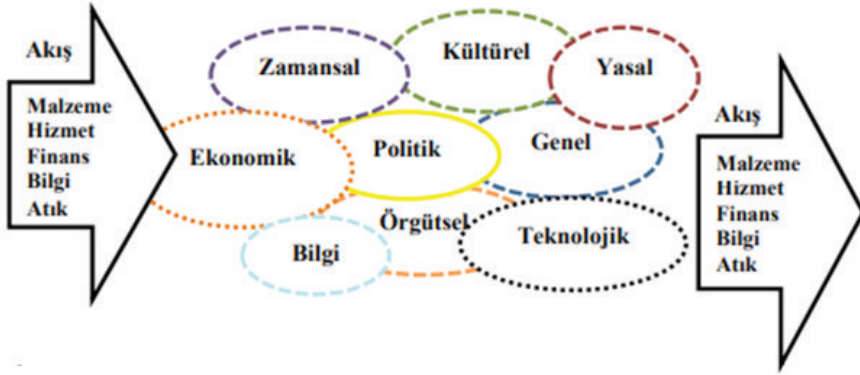 Akış
Malzeme
Hizmet
Finans
Bilgi
Atık
Zamansal
Kültürel
Yasal
Ekonomik
Politik
Genel
Örgütsel
Bilgi
Teknolojik
Akış
Malzeme
Hizmet
Finans
Bilgi
Atık